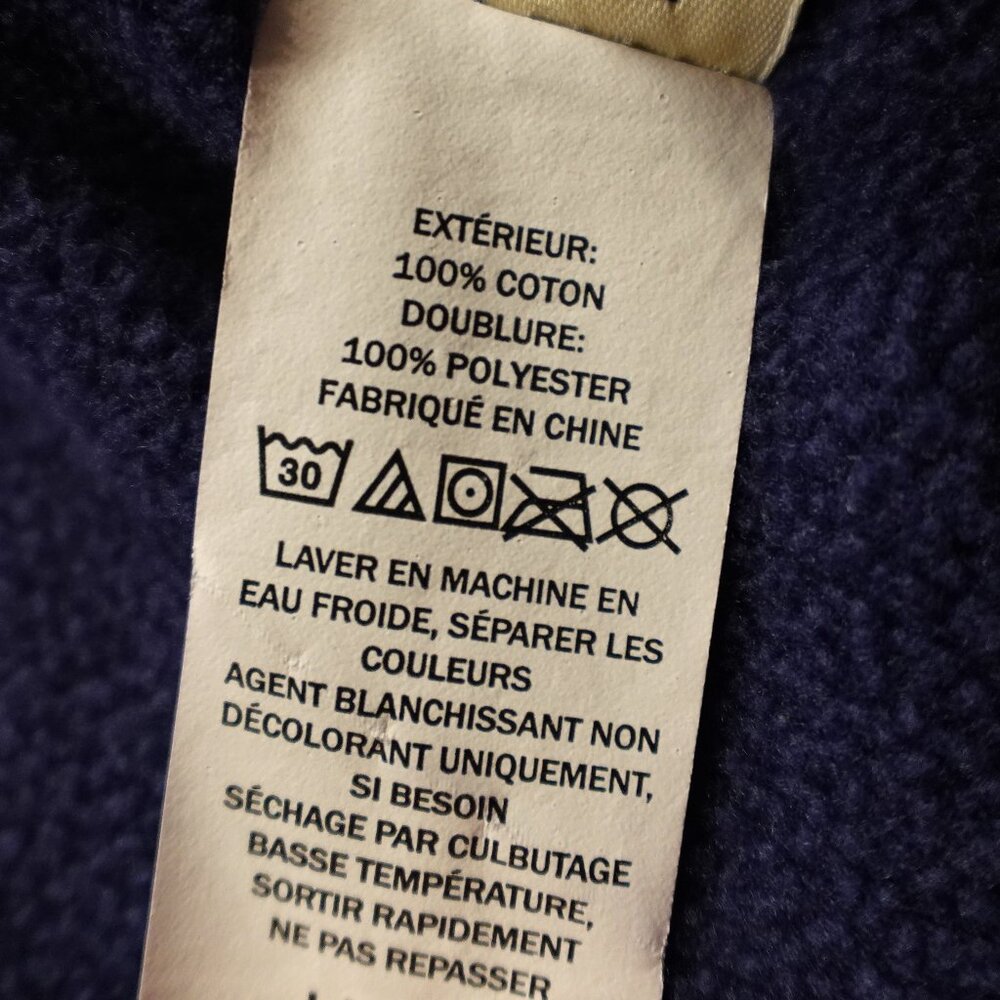 EXTÉRIEUR:
100% COTON
DOUBLURE:
100% POLYESTER
FABRIQUÉ EN CHINE
30
LAVER EN MACHINE EN
EAU FROIDE, SÉPARER LES
COULEURS
AGENT BLANCHISSANT NON
DÉCOLORANT UNIQUEMENT,
SI BESOIN
SÉCHAGE PAR CULBUTAGE
BASSE TEMPÉRATURE,
SORTIR RAPIDEMENT
NE PAS REPASSER